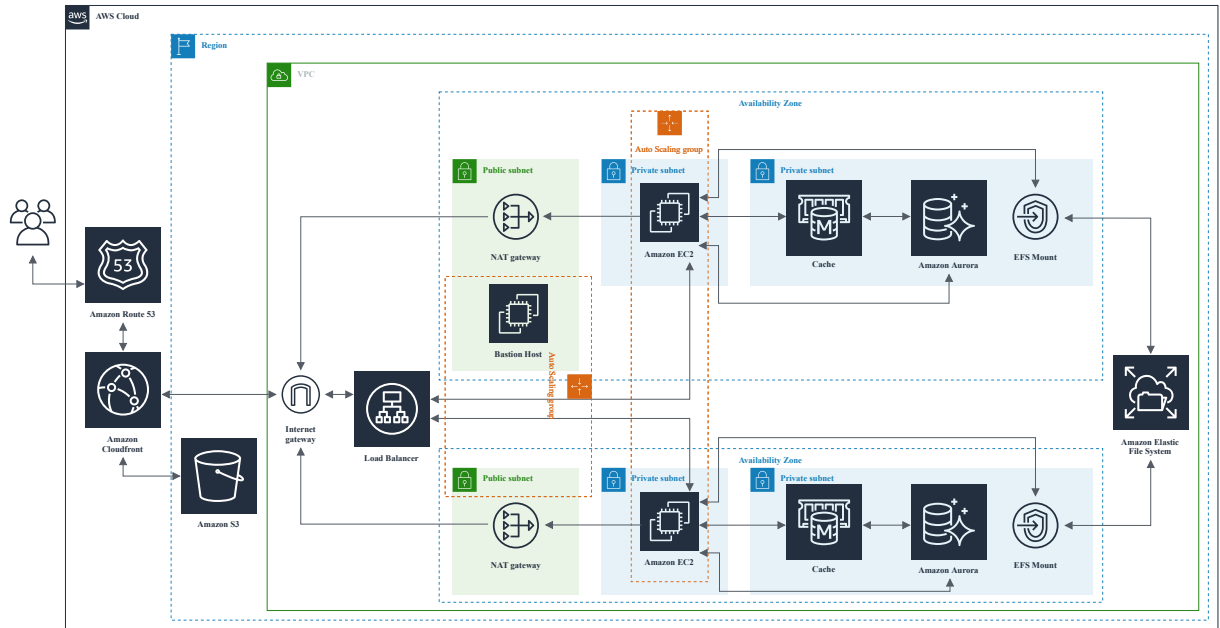 aws
AWS Cloud
Region
VPC
Availability Zone
Auto Scaling group
Public subnet
Private subnet
Private subnet
NAT gateway
Amazon EC2
M
Cache
Amazon Aurora
EFS Mount
53
Amazon Route 53
Bastion Host
Auto Scaling group
Amazon
Cloudfront
Internet
gateway
Load Balancer
Amazon Elastic
File System
Amazon S3
Availability Zone
Public subnet
Private subnet
Private subnet
NAT gateway
Amazon EC2
M
Cache
Amazon Aurora
EFS Mount